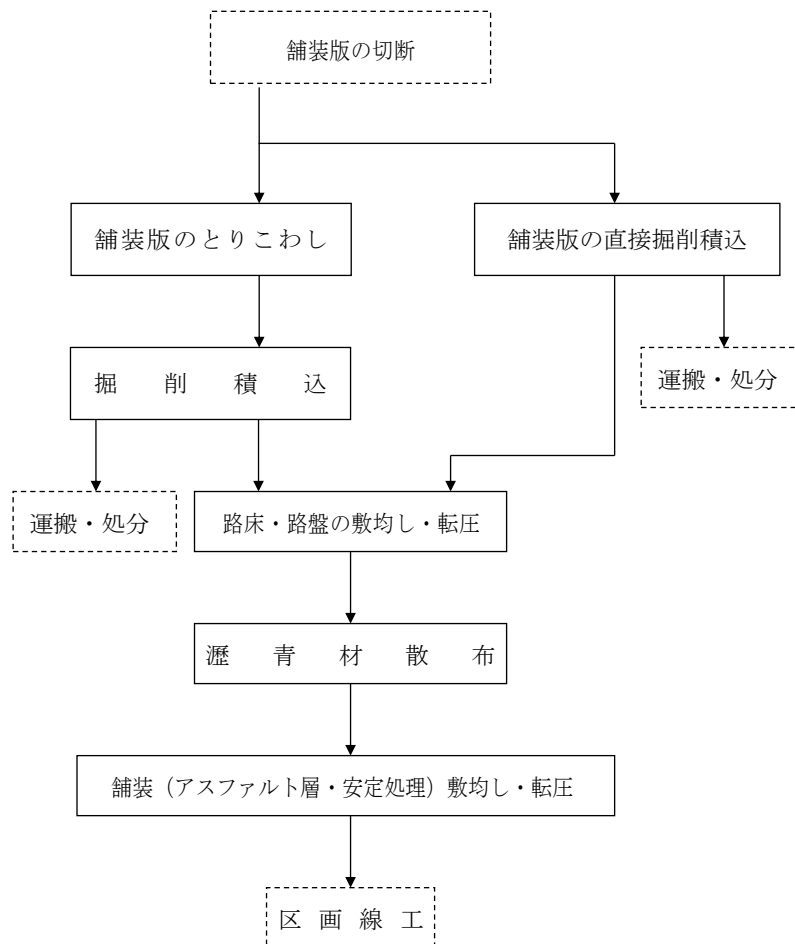 舗装版の切断
舗装版のとりこわし
舗装版の直接掘削積込
掘削積込
運搬・処分
運搬・処分
路床・路盤の敷均し・転圧
瀝青材散布
舗装（アスファルト層・安定処理）敷均し・転圧
区画線工